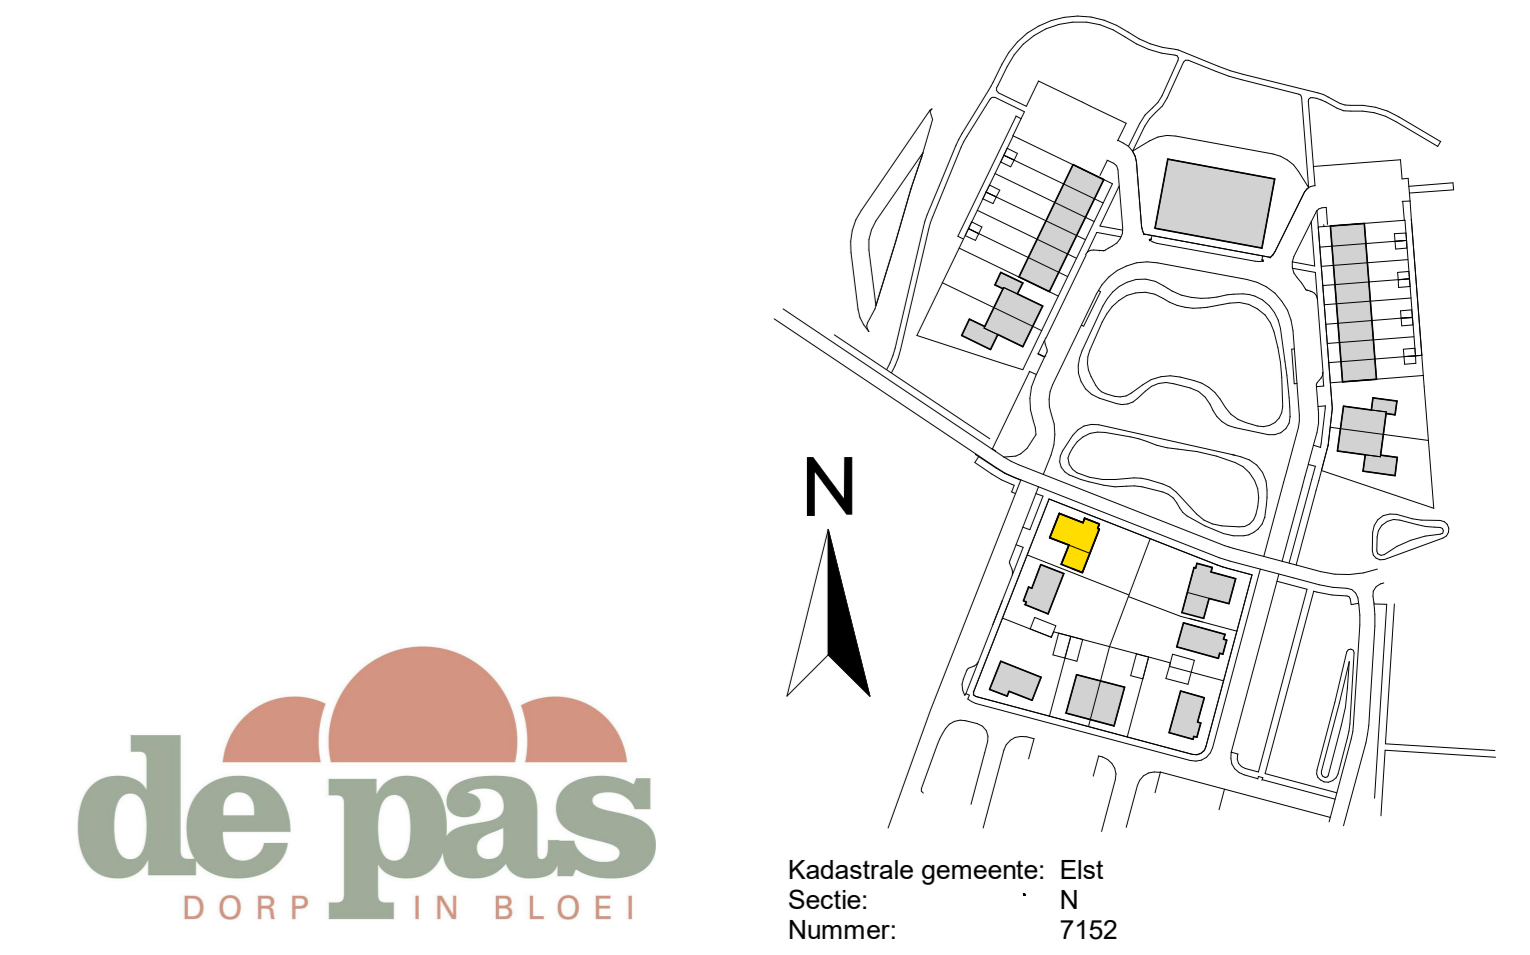 N
de pas
DORP IN BLOEI
Kadastrale gemeente: Elst
Sectie: N
Nummer: 7152